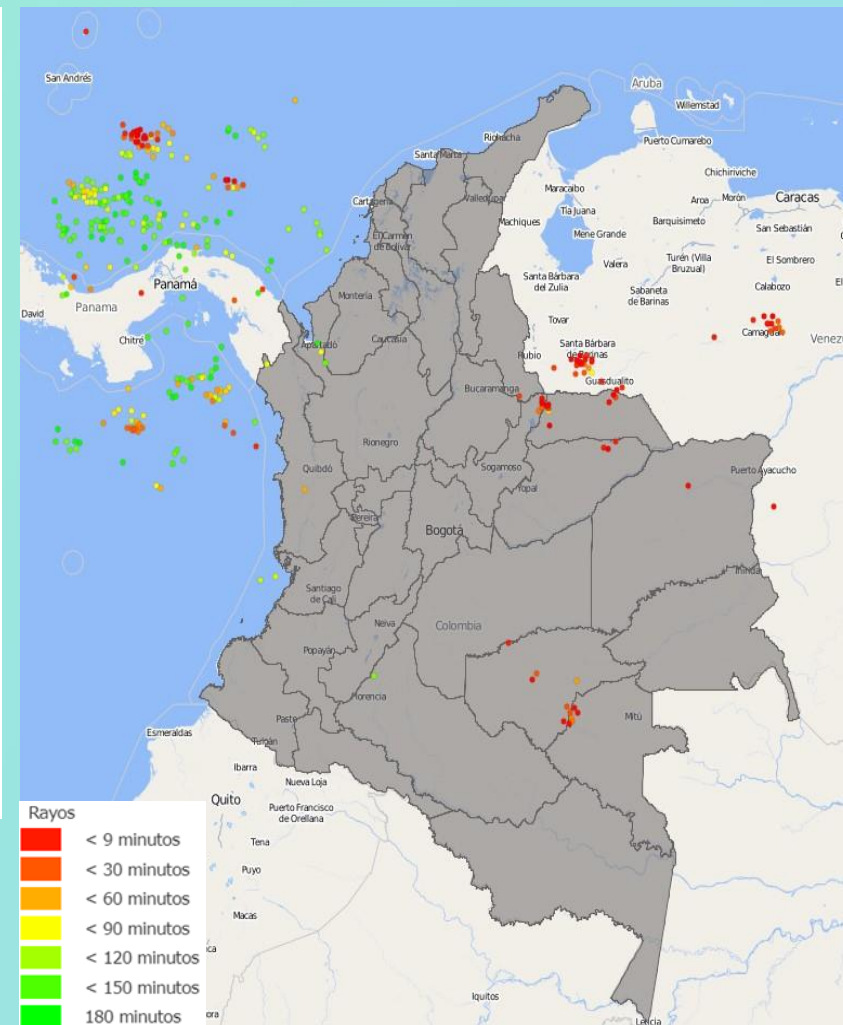 San Andrés
Aruba
Willemstad
Riohacha
Puerto Cumarebo
Santa Marta
Chichiriviche
Maracaibo
Aroa
Morón
Caracas
Cartagena
Valledupar
Tía Juana
Machiques
Barquisimeto
San Sebastián
El Carmen
de Bolívar
Mene Grande
Turén (Villa
Bruzual)
El Sombrero
Valera
Panamá
Santa Bárbara
del Zulia
Sabaneta
de Barinas
Calabozo
Montería
David
Panama
Tovar
Camaguán
Chitré
Caucasia
Apartadó
Rubio
Santa Bárbara
de Barinas
Guasdualito
Bucaramanga
Rionegro
Quibdó
Sogamoso
Puerto Ayacucho
Yopal
Pereira
Bogotá
Inírida
Santiago
de Cali
Neiva
Colombia
Popayán
Florencia
Pasto
Mitú
Esmeraldas
Tulcán
Ibarra
Nueva Loja
Quito
Puerto Francisco
de Orellana
Tena
Puyo
Macas
Iquitos
Leticia
Rayos
< 9 minutos
< 30 minutos
< 60 minutos
< 90 minutos
< 120 minutos
< 150 minutos
180 minutos